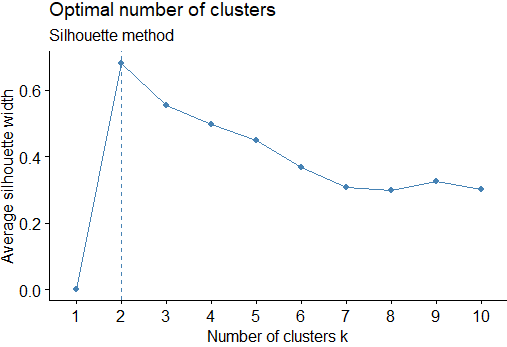 Optimal number of clusters
Silhouette method
Average silhouette width
0.6
0.4
0.2
0.0
1 2 3 4 5 6 7 8 9 10
Number of clusters k